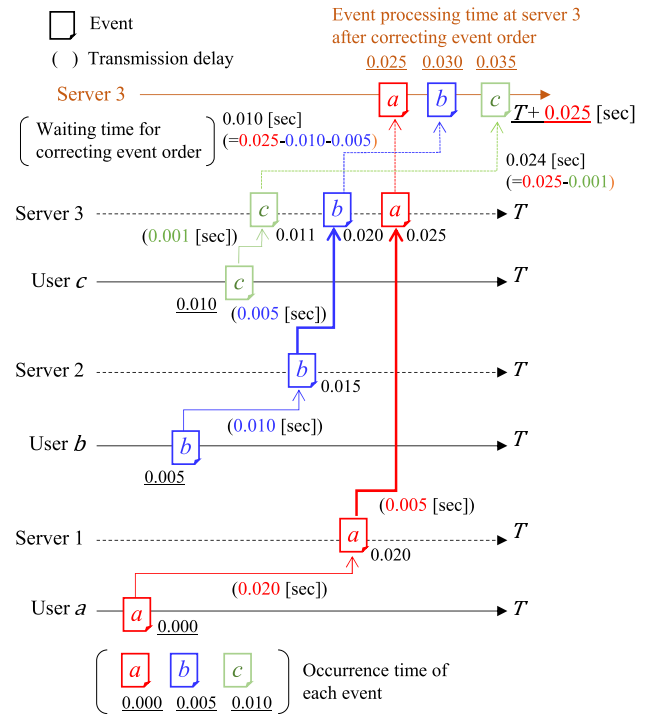 Event
( ) Transmission delay
Event processing time at server 3
after correcting event order
0.025 0.030 0.035
Server 3
a b c
T + 0.025 [sec]
Waiting time for
correcting event order
0.010 [sec]
(=0.025-0.010-0.005)
0.024 [sec]
(=0.025-0.001)
Server 3
c b a
T
(0.001 [sec])
0.011 0.020 0.025
User c
c
T
0.010
(0.005 [sec])
Server 2
b
T
0.015
(0.010 [sec])
User b
b
T
0.005
(0.005 [sec])
Server 1
a
T
0.020
(0.020 [sec])
User a
a
T
0.000
a b c
0.000 0.005 0.010
Occurrence time of
each event